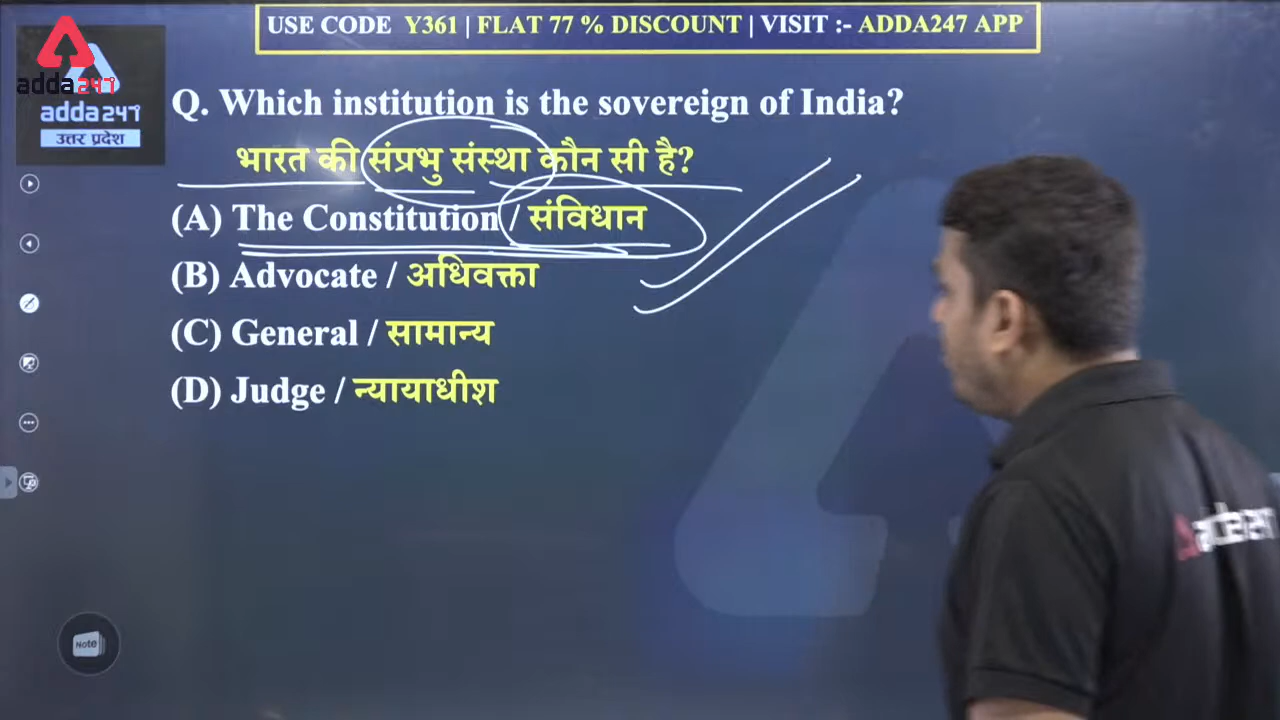 USE CODE Y361 | FLAT 77 % DISCOUNT | VISIT :- ADDA247 APP
adda247
adda247
उत्तर प्रदेश
Q. Which institution is the sovereign of India?
भारत की संप्रभु संस्था कौन सी है?
(A) The Constitution / संविधान
(B) Advocate / अधिवक्ता
(C) General / सामान्य
(D) Judge / न्यायाधीश
Note